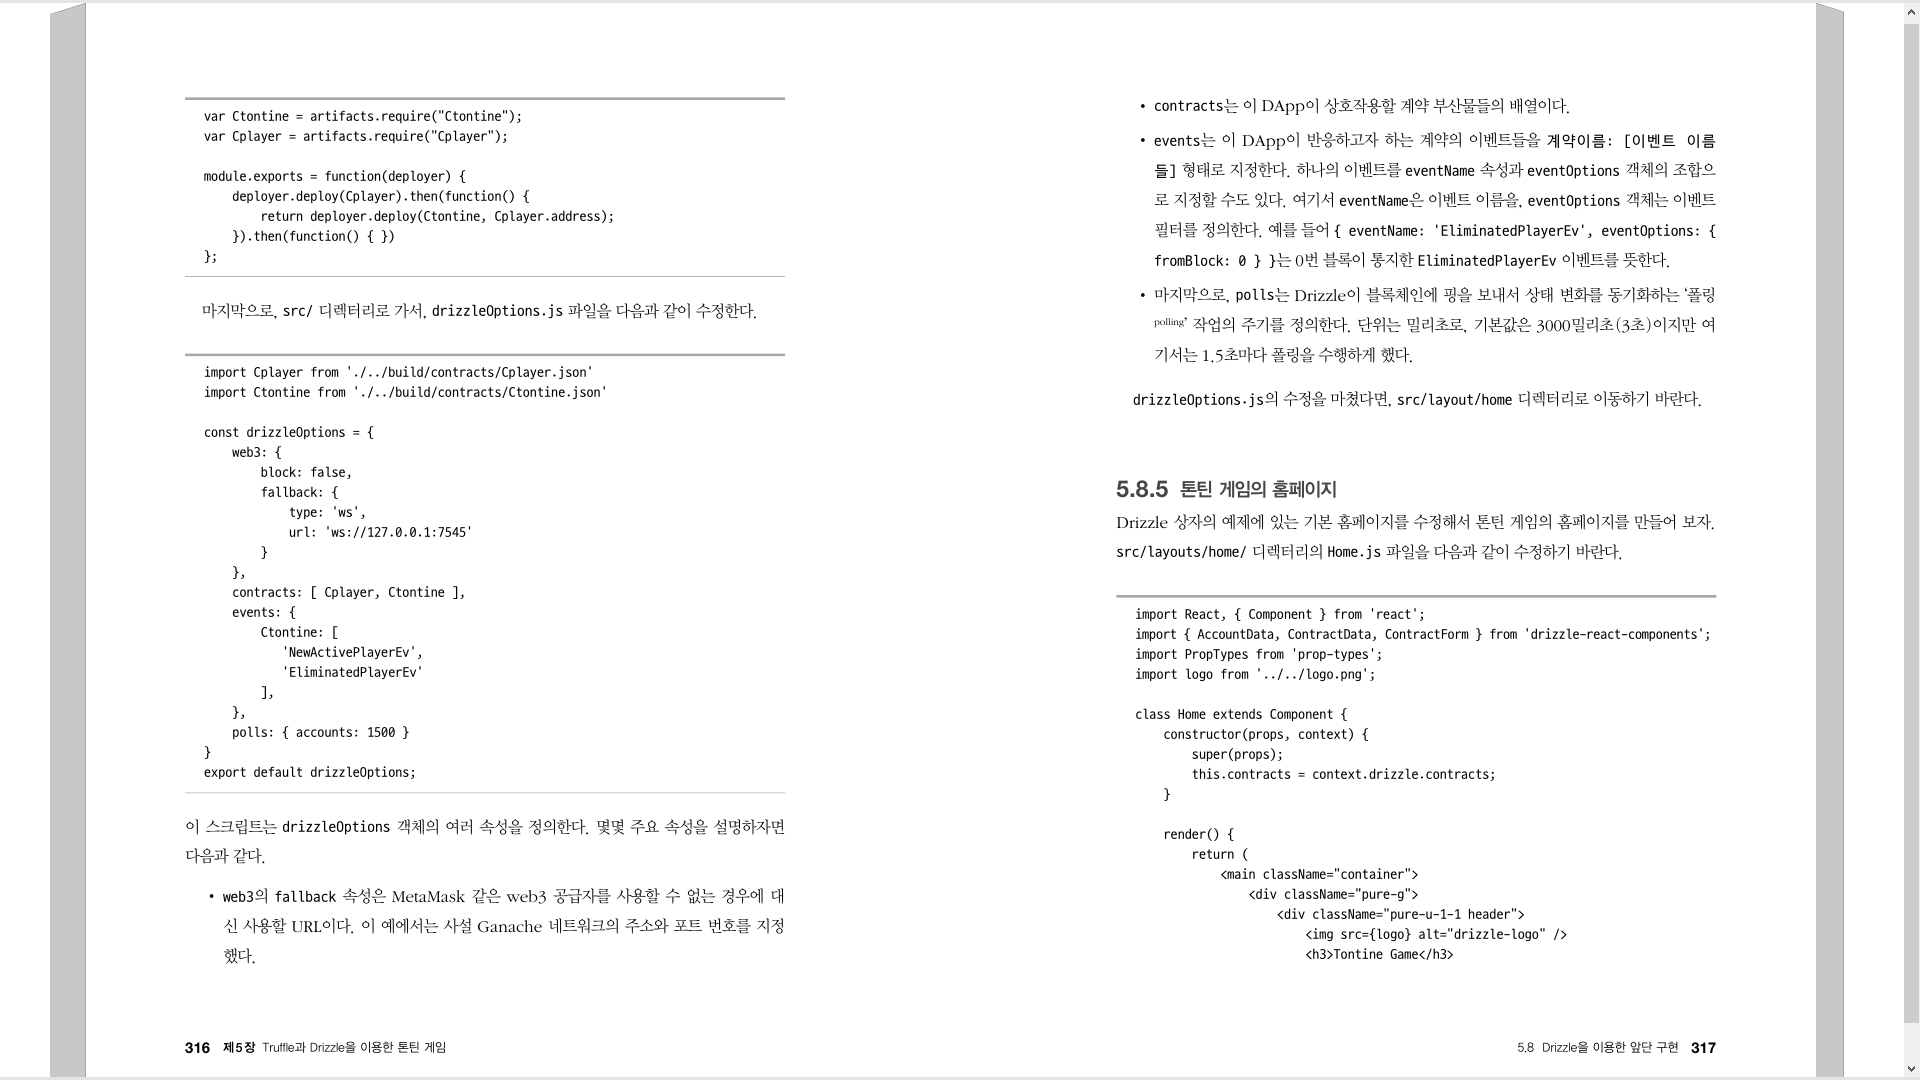 var Ctontine = artifacts.require("Ctontine");
var Cplayer = artifacts.require("Cplayer");
module.exports = function(deployer) {
deployer.deploy(Cplayer).then(function() {
return deployer.deploy(Ctontine, Cplayer.address);
}).then(function() { })
};
마지막으로, src/ 디렉터리로 가서, drizzleOptions.js 파일을 다음과 같이 수정한다.
import Cplayer from './../build/contracts/Cplayer.json'
import Ctontine from './../build/contracts/Ctontine.json'
const drizzleOptions = {
web3: {
block: false,
fallback: {
type: 'ws',
url: 'ws://127.0.0.1:7545'
}
},
contracts: [ Cplayer, Ctontine ],
events: {
Ctontine: [
'NewActivePlayerEv',
'EliminatedPlayerEv'
],
},
polls: { accounts: 1500 }
}
export default drizzleOptions;
이 스크립트는 drizzleOptions 객체의 여러 속성을 정의한다. 몇몇 주요 속성을 설명하자면
다음과 같다.
• web3의 fallback 속성은 MetaMask 같은 web3 공급자를 사용할 수 없는 경우에 대
신 사용할 URL이다. 이 예에서는 사설 Ganache 네트워크의 주소와 포트 번호를 지정
했다.
316 제5장 Truffle과 Drizzle을 이용한 톤틴 게임
• contracts는 이 DApp이 상호작용할 계약 부산물들의 배열이다.
• events는 이 DApp이 반응하고자 하는 계약의 이벤트들을 계약이름: [이벤트 이름
들] 형태로 지정한다. 하나의 이벤트를 eventName 속성과 eventOptions 객체의 조합으
로 지정할 수도 있다. 여기서 eventName은 이벤트 이름을, eventOptions 객체는 이벤트
필터를 정의한다. 예를 들어 { eventName: 'EliminatedPlayerEv', eventOptions: {
fromBlock: 0 } }는 0번 블록이 통지한 EliminatedPlayerEv 이벤트를 뜻한다.
• 마지막으로, polls는 Drizzle이 블록체인에 핑을 보내서 상태 변화를 동기화하는 ‘폴링
polling’ 작업의 주기를 정의한다. 단위는 밀리초로, 기본값은 3000밀리초(3초)이지만 여
기서는 1.5초마다 폴링을 수행하게 했다.
drizzleOptions.js의 수정을 마쳤다면, src/layout/home 디렉터리로 이동하기 바란다.
5.8.5 톤틴 게임의 홈페이지
Drizzle 상자의 예제에 있는 기본 홈페이지를 수정해서 톤틴 게임의 홈페이지를 만들어 보자.
src/layouts/home/ 디렉터리의 Home.js 파일을 다음과 같이 수정하기 바란다.
import React, { Component } from 'react';
import { AccountData, ContractData, ContractForm } from 'drizzle-react-components';
import PropTypes from 'prop-types';
import logo from '../../logo.png';
class Home extends Component {
constructor(props, context) {
super(props);
this.contracts = context.drizzle.contracts;
}
render() {
return (
<main className="container">
<div className="pure-g">
<div className="pure-u-1-1 header">
<img src={logo} alt="drizzle-logo" />
<h3>Tontine Game</h3>
5.8 Drizzle을 이용한 앞단 구현 317